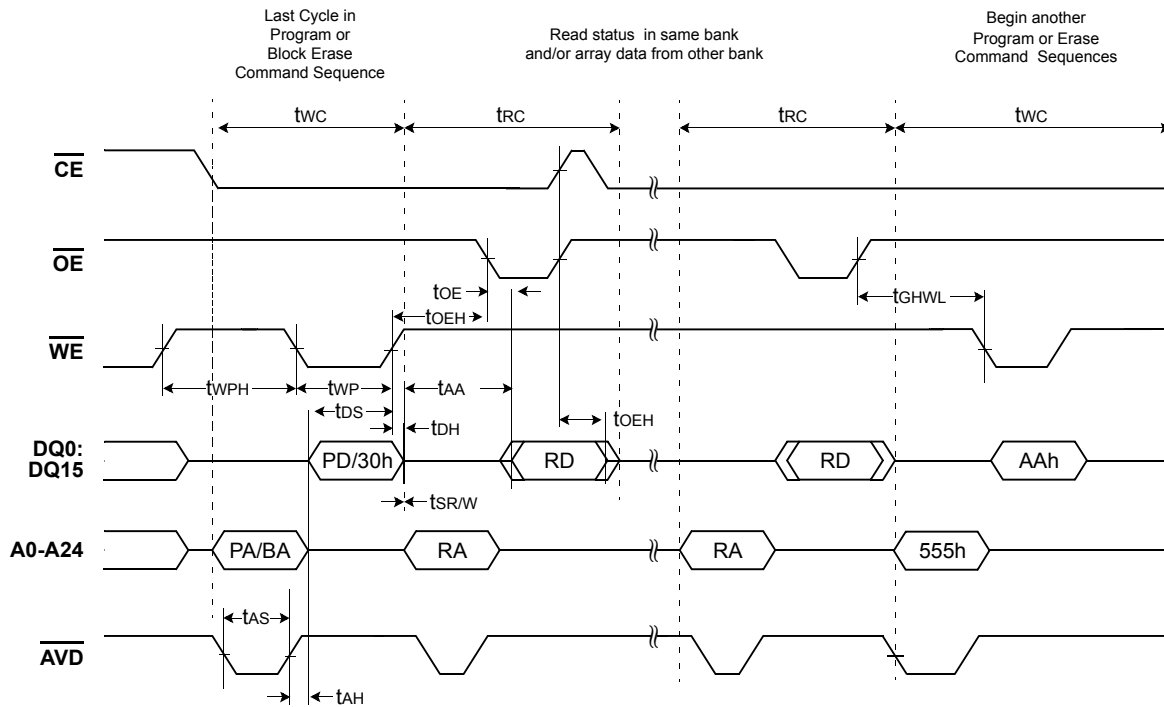 Last Cycle in
Program or
Block Erase
Command Sequence
Read status in same bank
and/or array data from other bank
Begin another
Program or Erase
Command Sequences
tWC
tRC
tRC
tWC
CE
OE
tOE
tOEH
tGHWL
WE
tWPH
tWP
tAA
tDS
tOEH
tDH
DQ0:
DQ15
PD/30h
RD
RD
AAh
tSR/W
A0-A24
PA/BA
RA
RA
555h
tAS
AVD
tAH